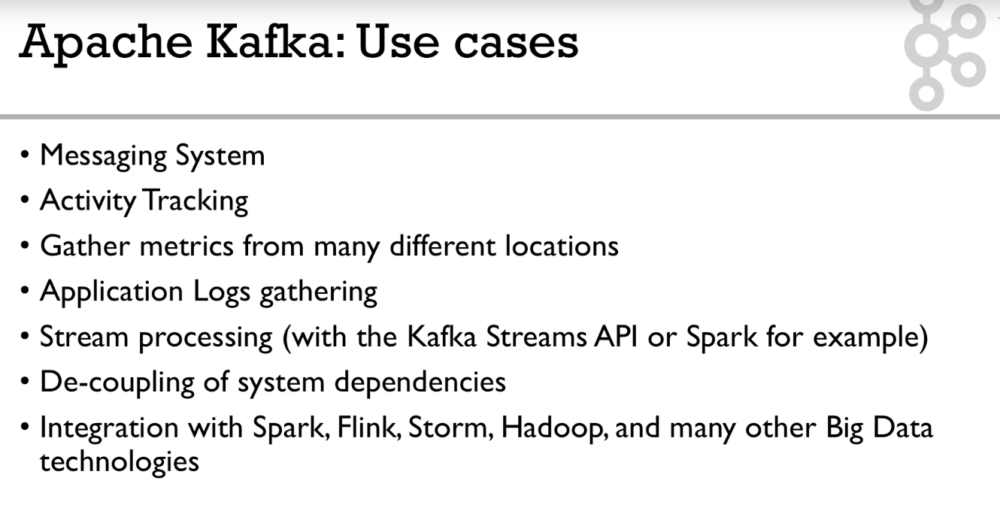 Apache Kafka: Use cases
• Messaging System
• Activity Tracking
• Gather metrics from many different locations
• Application Logs gathering
• Stream processing (with the Kafka Streams API or Spark for example)
• De-coupling of system dependencies
• Integration with Spark, Flink, Storm, Hadoop, and many other Big Data
technologies